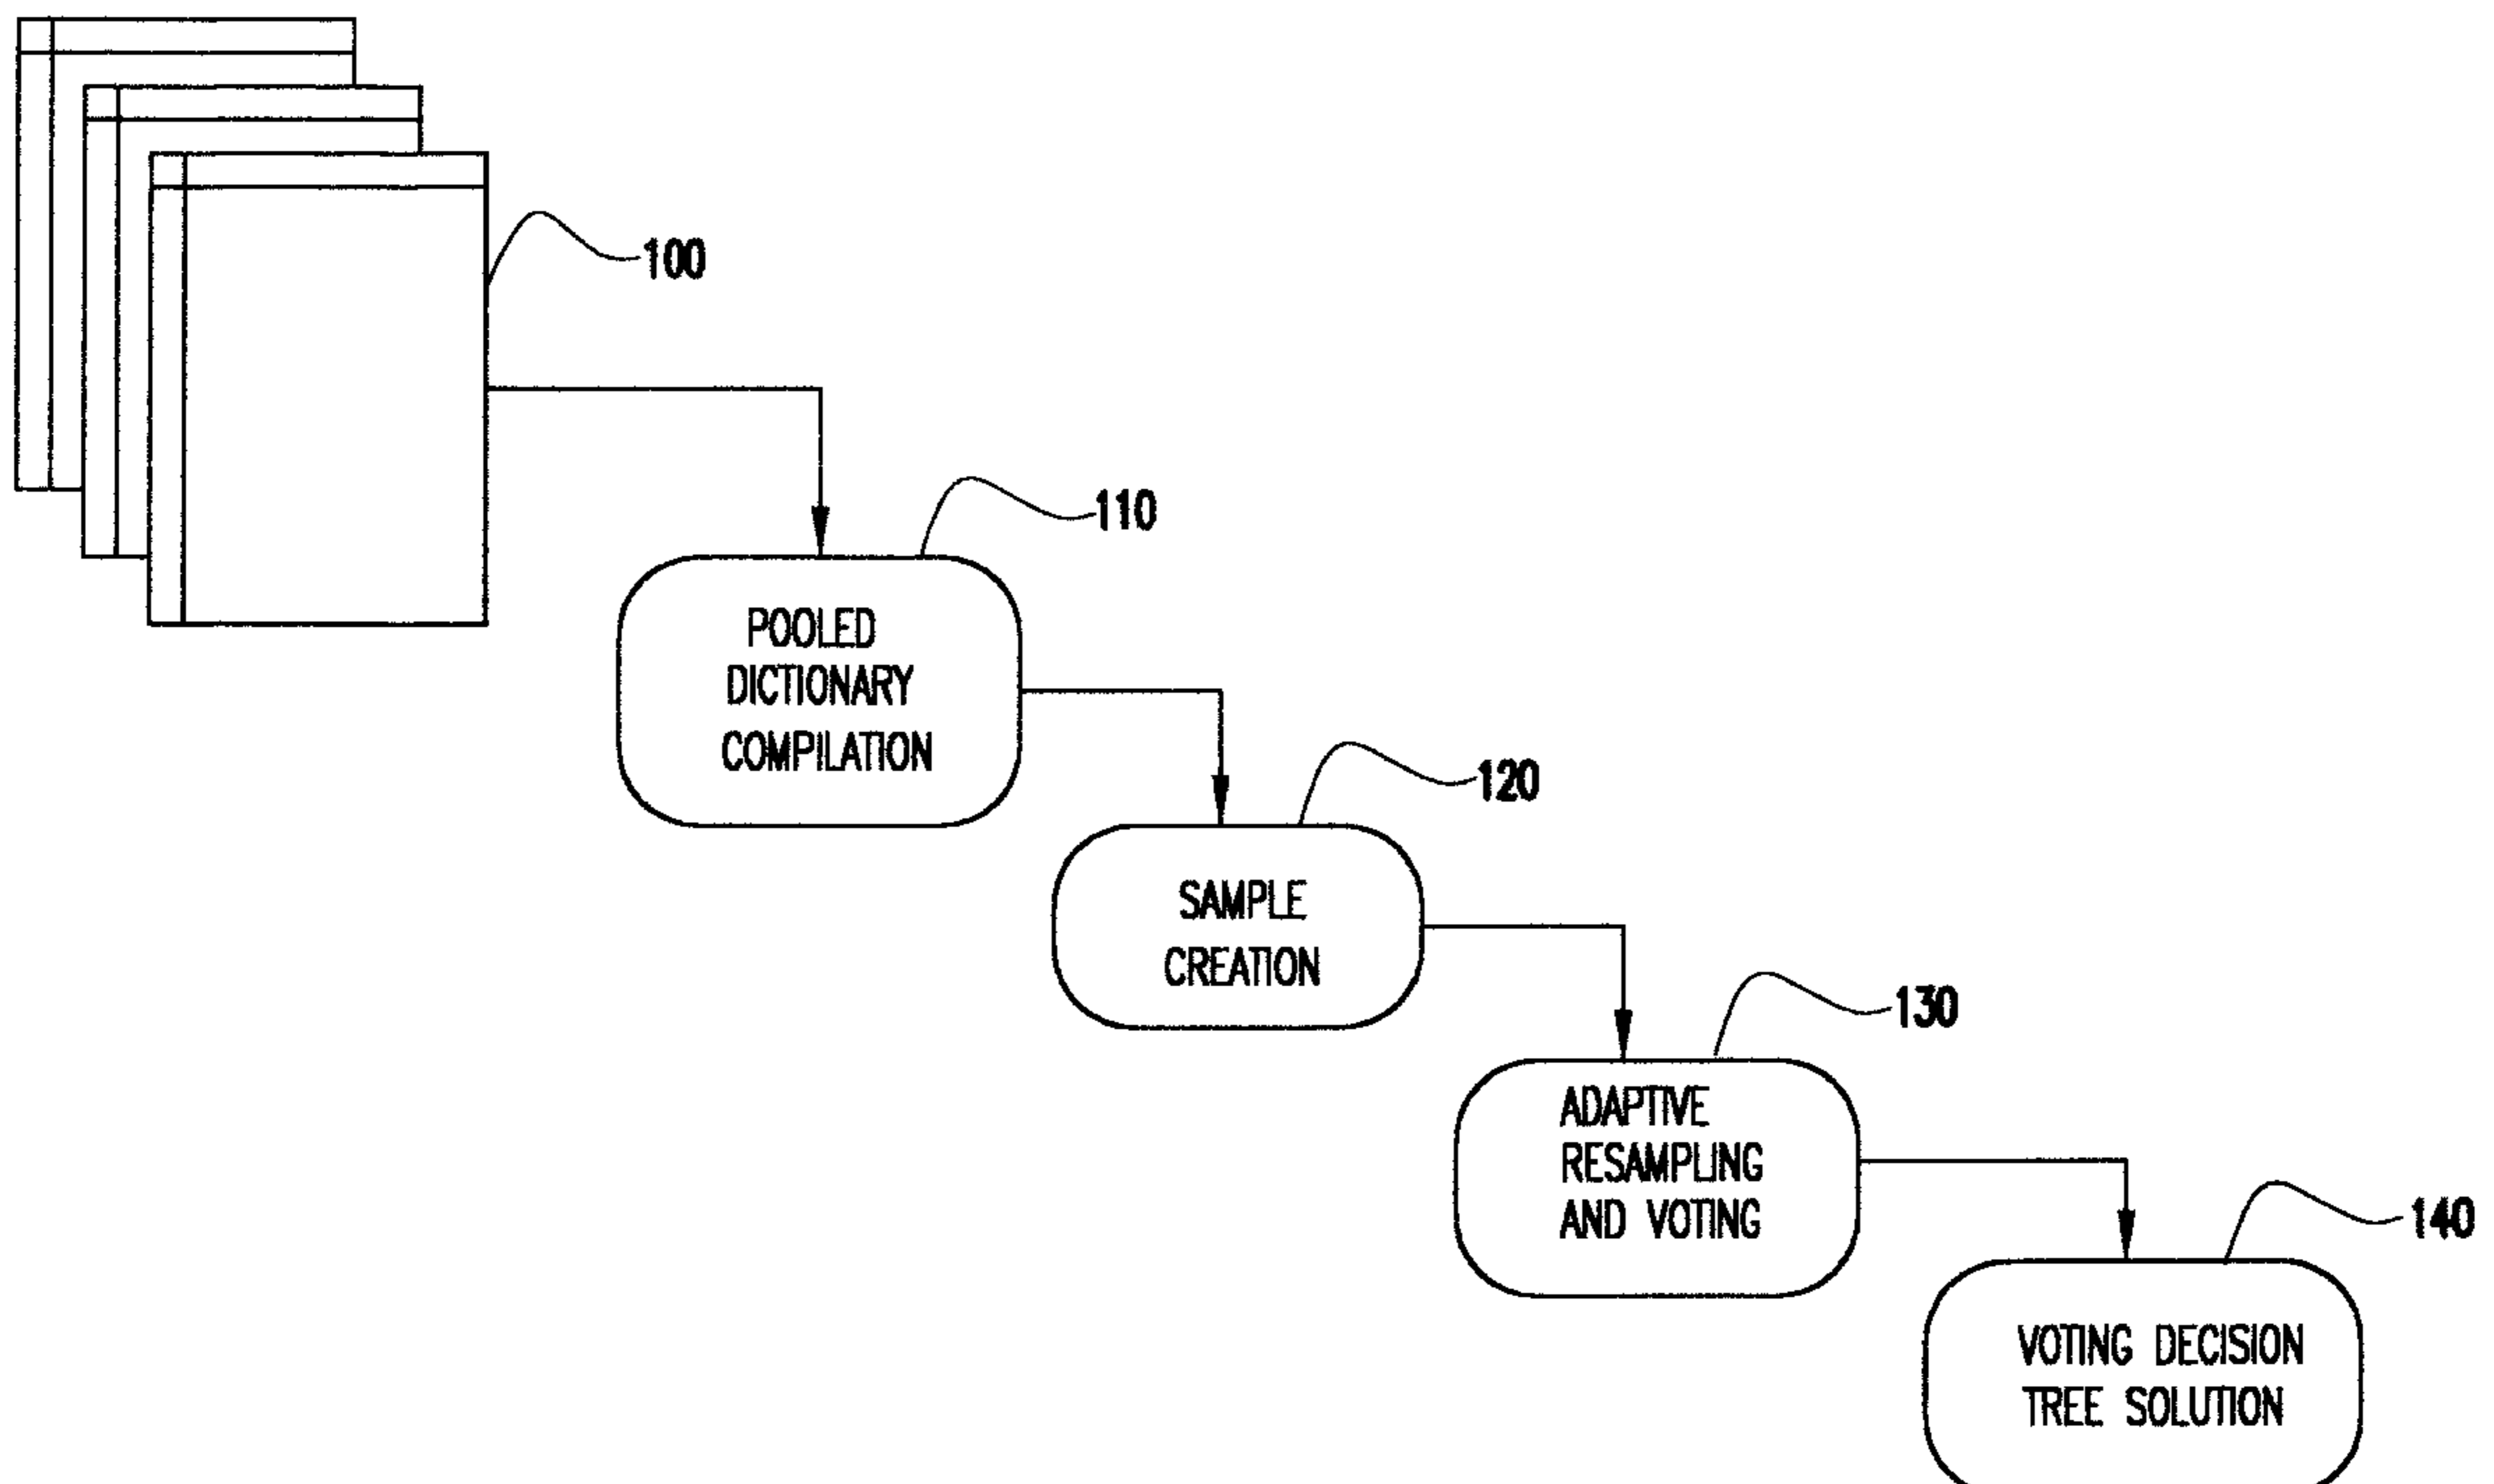 100
110
POOLED
DICTIONARY
COMPILATION
120
SAMPLE
CREATION
130
ADAPTIVE
RESAMPLING
AND VOTING
140
VOTING DECISION
TREE SOLUTION